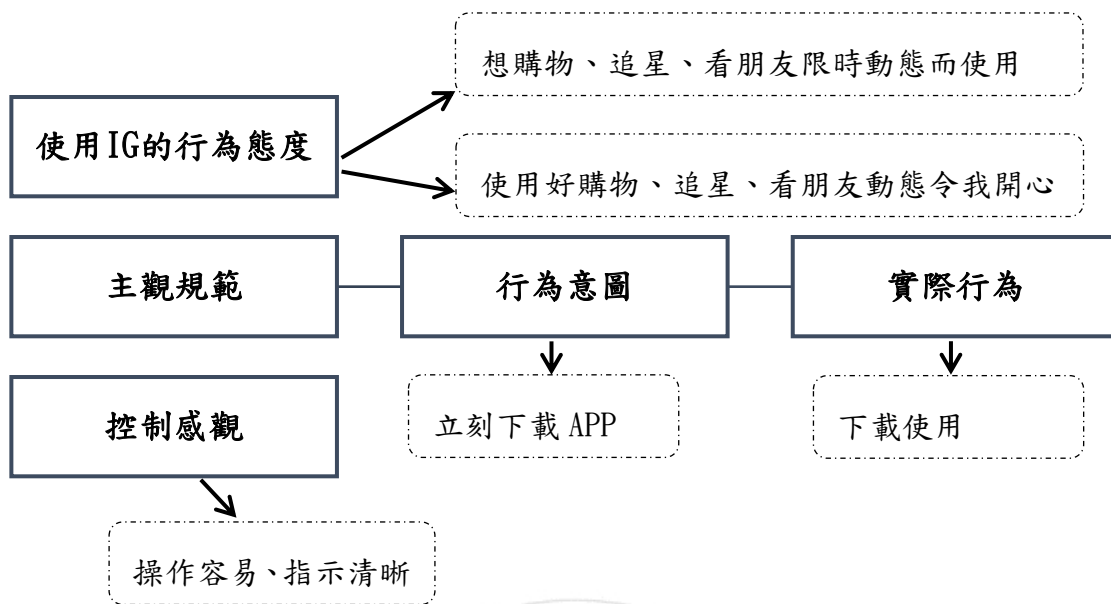 想購物、追星、看朋友限時動態而使用
使用IG的行為態度
使用好購物、追星、看朋友動態令我開心
主觀規範
行為意圖
實際行為
控制感觀
立刻下載 APP
下載使用
操作容易、指示清晰